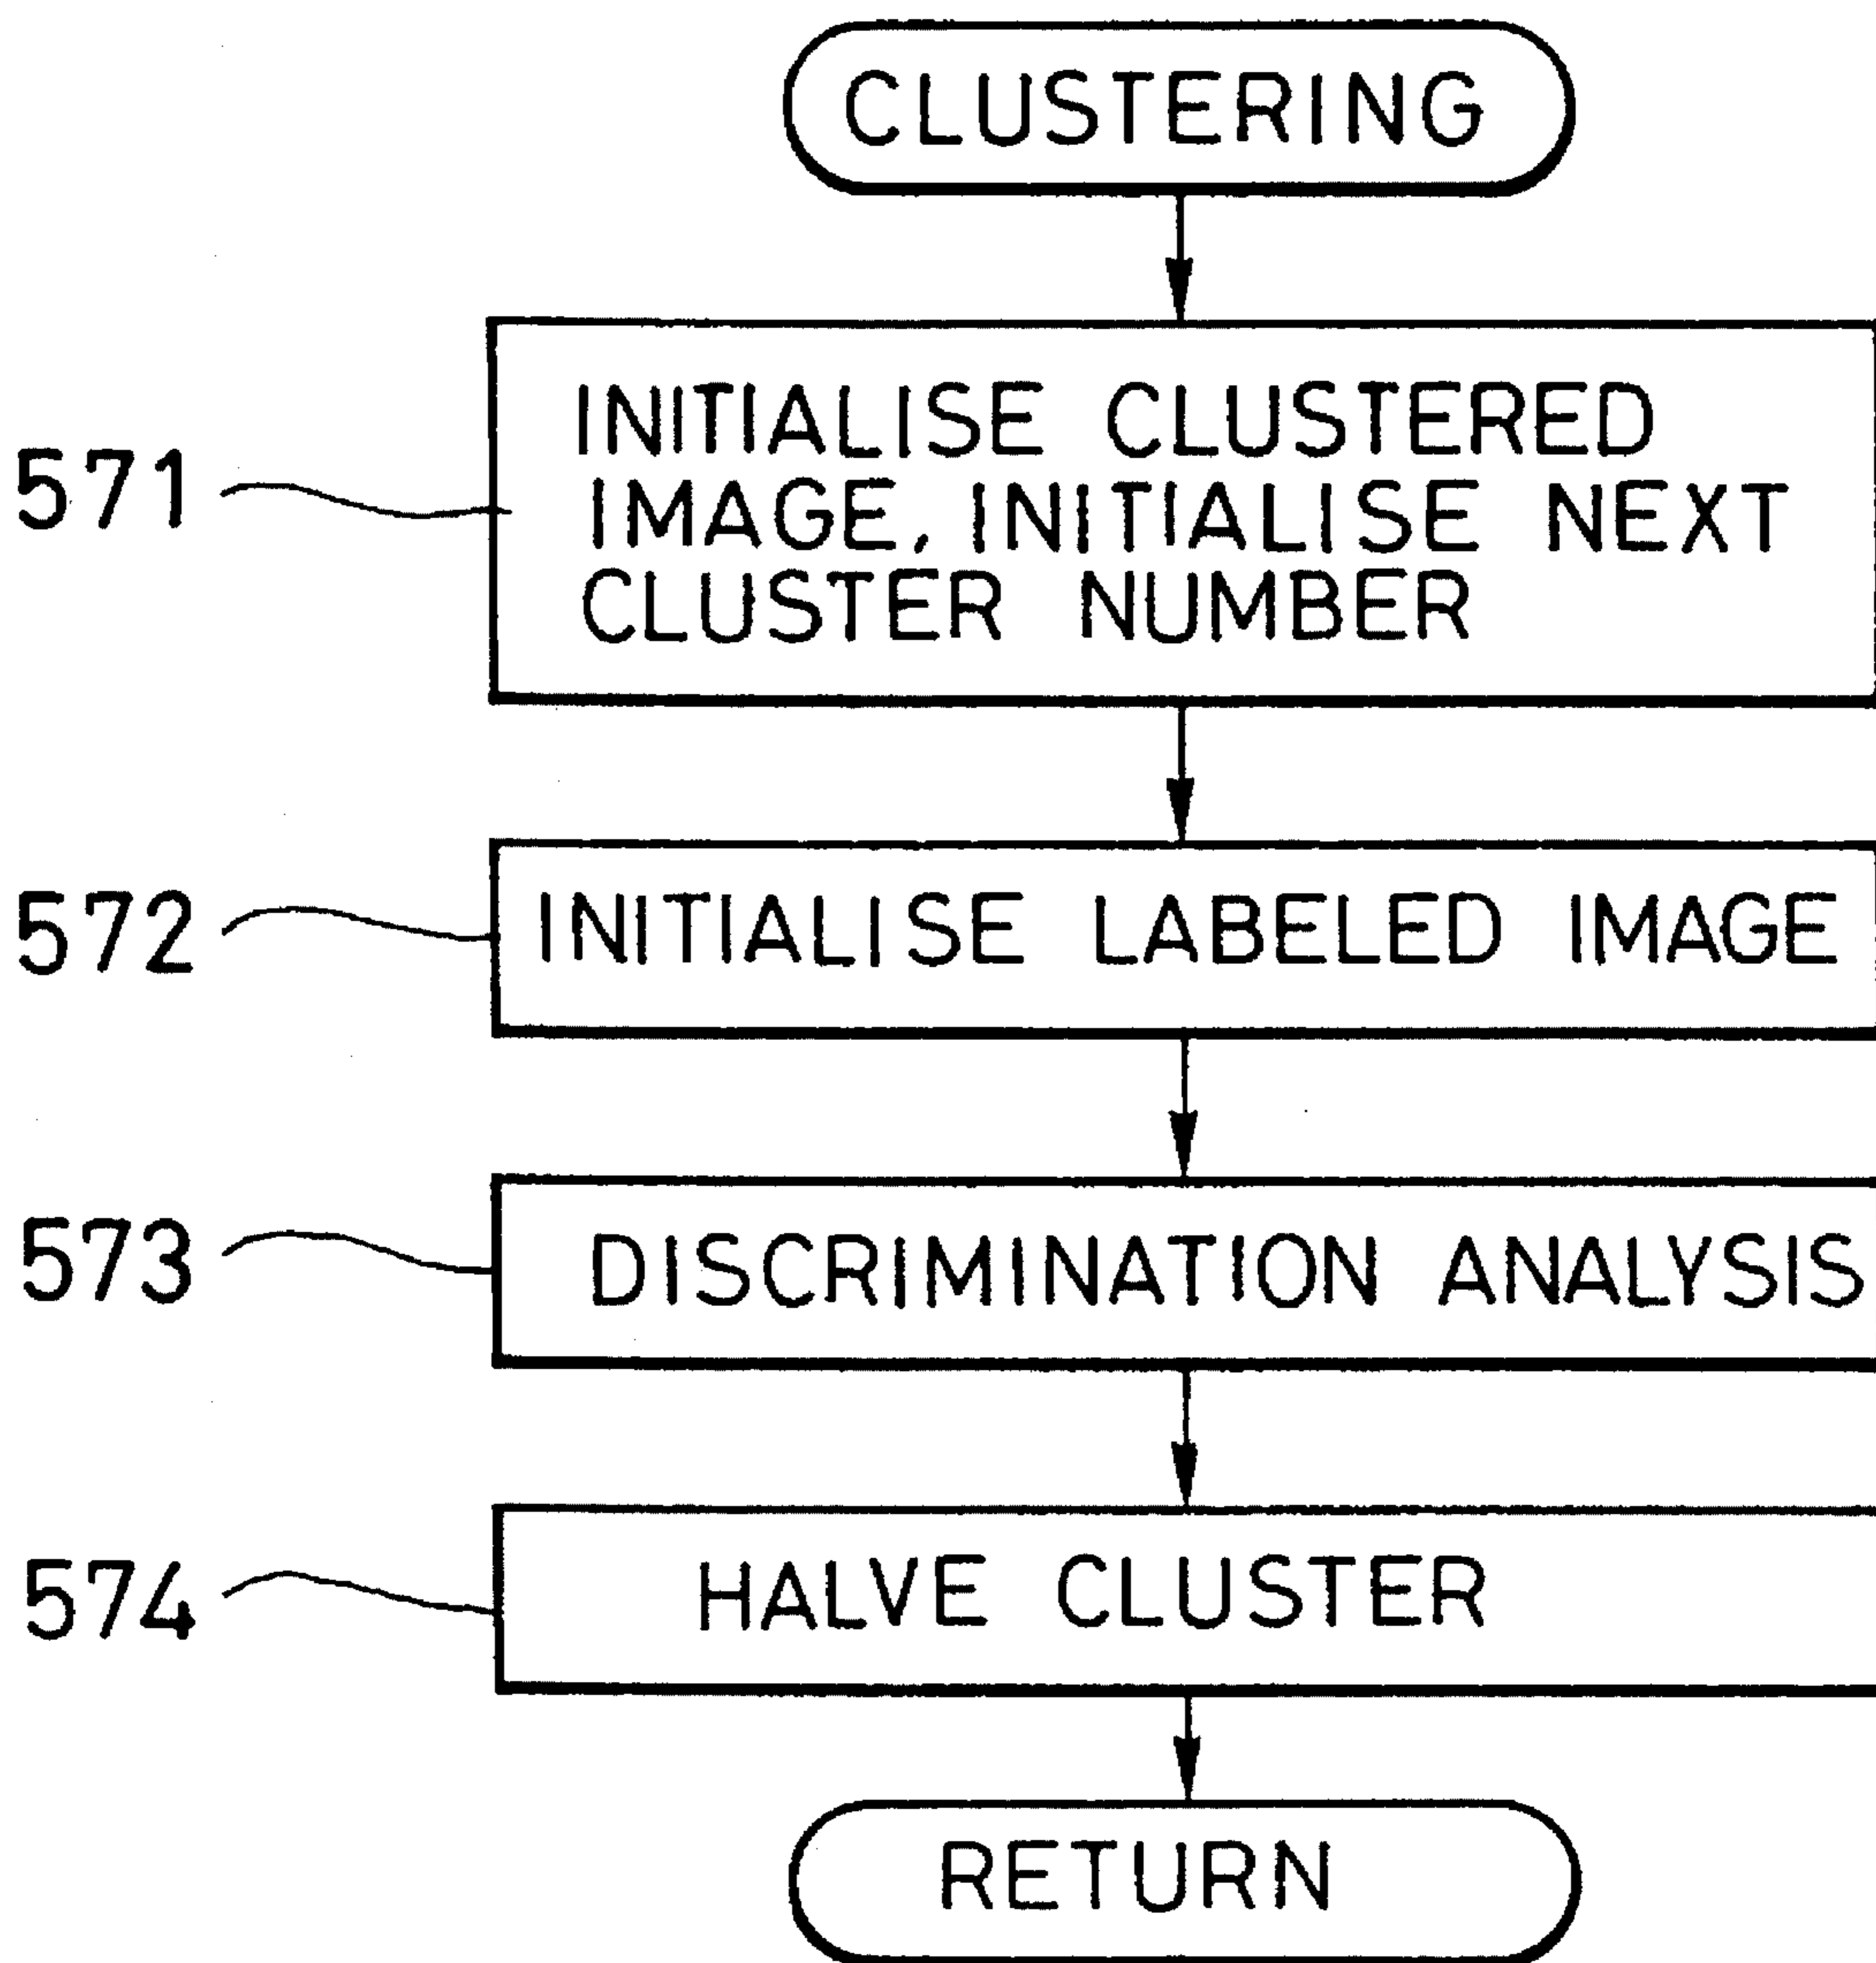 CLUSTERING
571
INITIALISE CLUSTERED
IMAGE, INITIALISE NEXT
CLUSTER NUMBER
572
INITIALISE LABELED IMAGE
573
DISCRIMINATION ANALYSIS
574
HALVE CLUSTER
RETURN